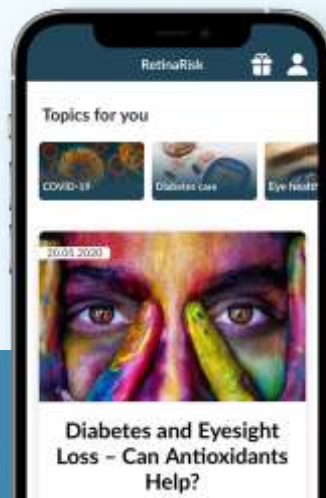 RetinaRisk
Topics for you
COVID-19
Diabetes care
Eye health
20.05.2020
Diabetes and Eyesight
Loss – Can Antioxidants
Help?